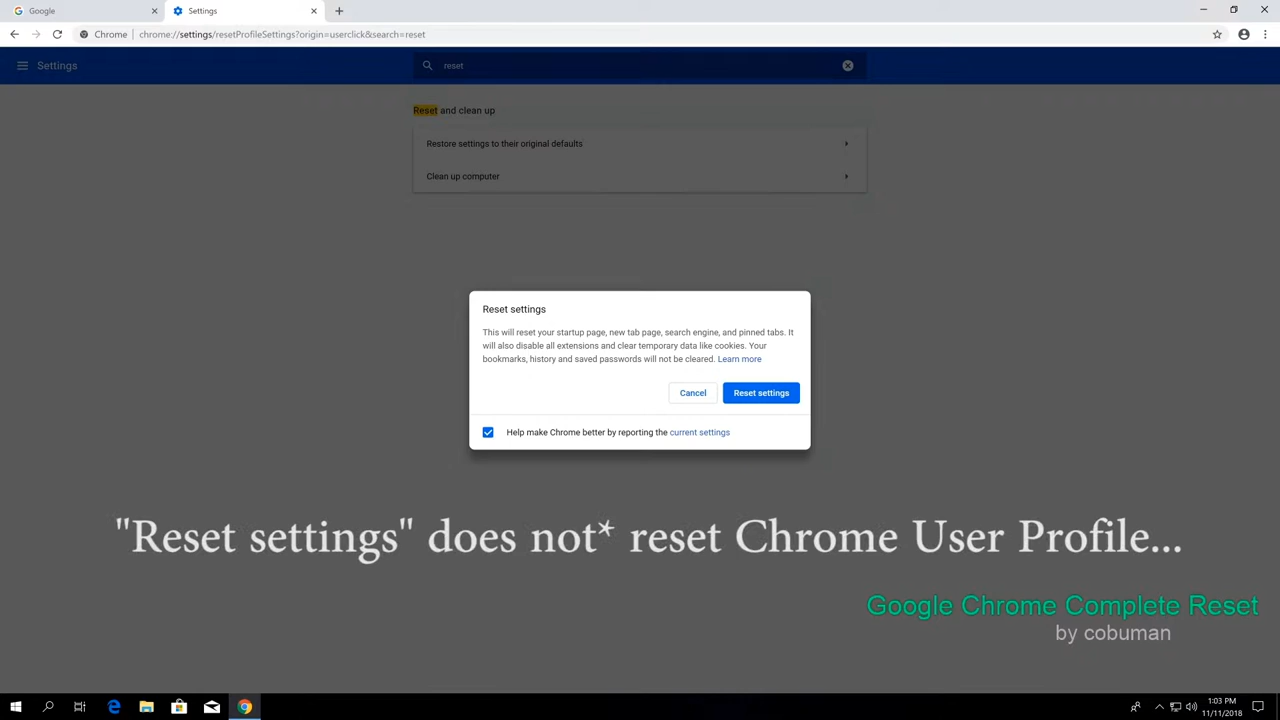 Google
Settings
Chrome | chrome://settings/resetProfileSettings?origin=userclick&search=reset
Settings
reset
Reset and clean up
Restore settings to their original defaults
Clean up computer
Reset settings
This will reset your startup page, new tab page, search engine, and pinned tabs. It
will also disable all extensions and clear temporary data like cookies. Your
bookmarks, history and saved passwords will not be cleared. Learn more
Cancel
Reset settings
Help make Chrome better by reporting the current settings
"Reset settings" does not* reset Chrome User Profile...
Google Chrome Complete Reset
by cobuman
1:03 PM
11/11/2018